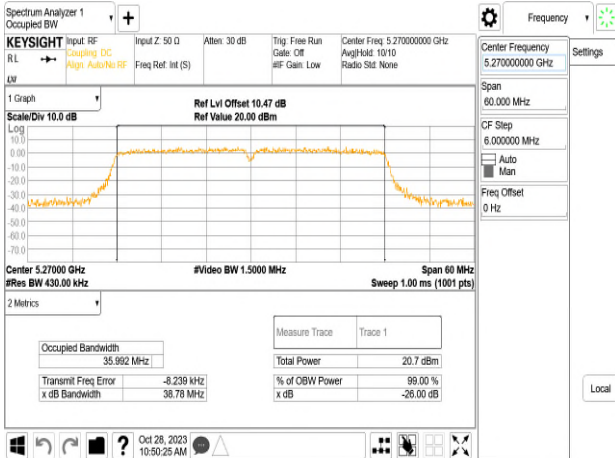 Spectrum Analyzer 1
Occupied BW
+
Frequency
KEYSIGHT
RL
Input: RF
Coupling: DC
Align: Auto/No RF
Input Z: 50 Ω
Freq Ref: Int (S)
Atten: 30 dB
Trig: Free Run
Gate: Off
#IF Gain: Low
Center Freq: 5.270000000 GHz
Avg|Hold: 10/10
Radio Std: None
Center Frequency
5.270000000 GHz
Settings
Span
60.000 MHz
CF Step
6.000000 MHz
Auto
Man
Freq Offset
0 Hz
Local
1 Graph
Scale/Div 10.0 dB
Ref Lvl Offset 10.47 dB
Ref Value 20.00 dBm
Log
10.0
0.00
-10.0
-20.0
-30.0
-40.0
-50.0
-60.0
-70.0
Center 5.27000 GHz
#Res BW 430.00 kHz
#Video BW 1.5000 MHz
Span 60 MHz
Sweep 1.00 ms (1001 pts)
2 Metrics
Measure Trace
Trace 1
Occupied Bandwidth
35.992 MHz
Total Power
20.7 dBm
Transmit Freq Error
-8.239 kHz
% of OBW Power
99.00 %
x dB Bandwidth
38.78 MHz
x dB
-26.00 dB
?
Oct 28, 2023
10:50:25 AM